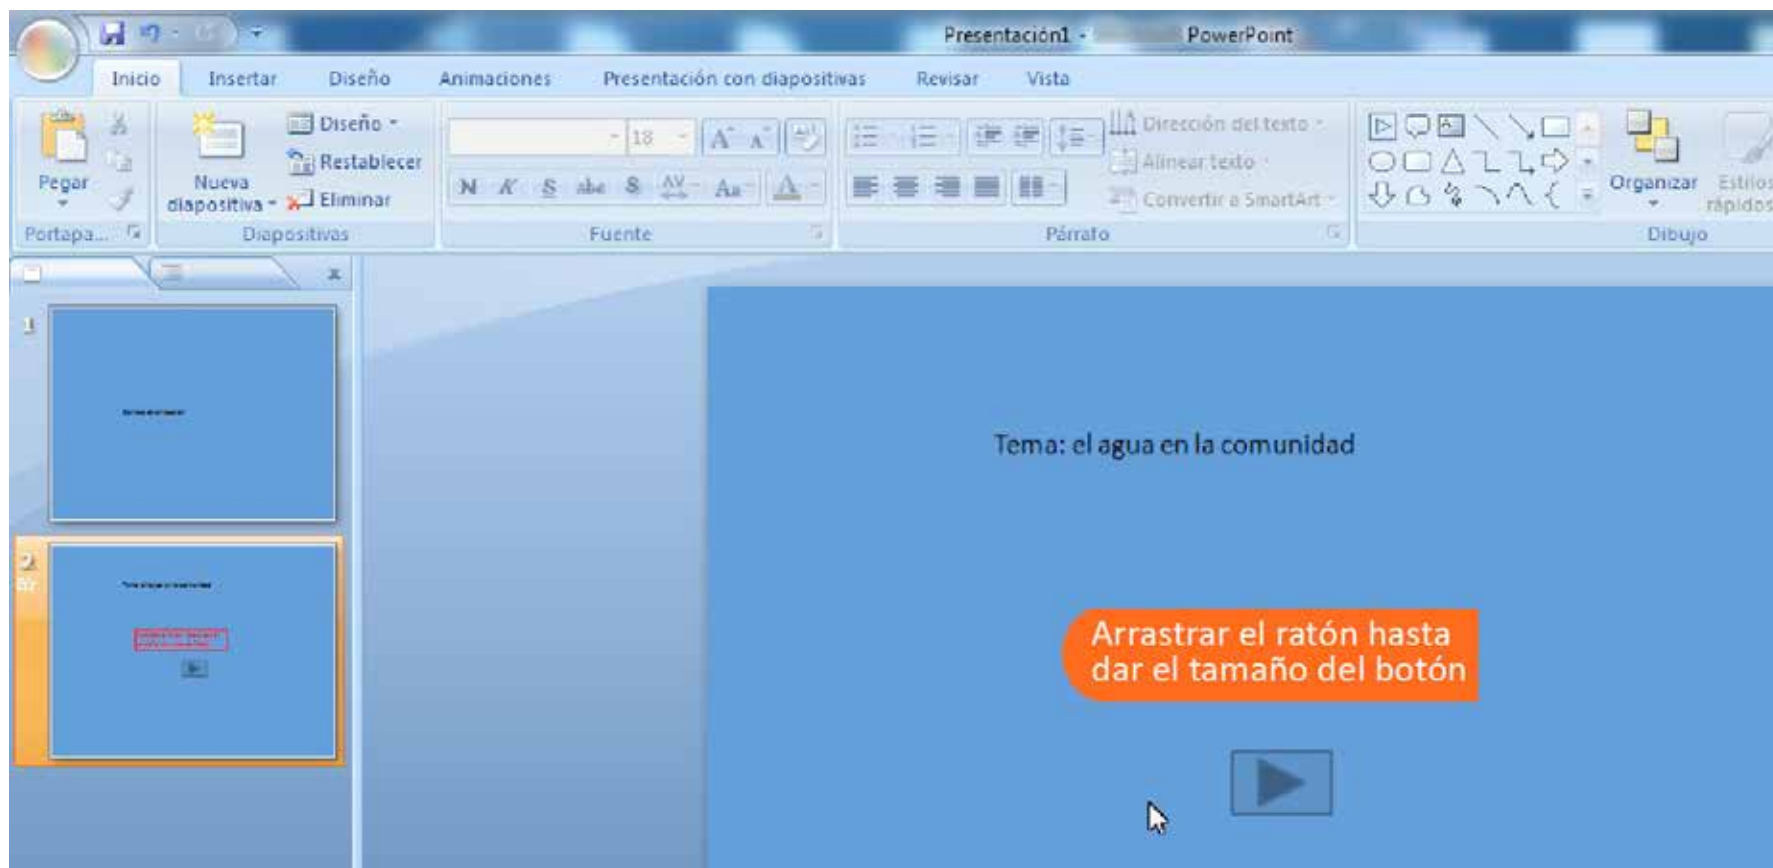 Presentación1 - PowerPoint
Inicio Insertar Diseño Animaciones Presentación con diapositivas Revisar Vista
Pegar
Nueva diapositiva
Diseño
Restablecer
Eliminar
18
N K S abc S AV Aa A
Dirección del texto
Alinear texto
Convertir a SmartArt
Organizar
Estilos
rápidos
Portapa... Diapositivas Fuente Párrafo Dibujo
1
2
Tema: el agua en la comunidad
Arrastrar el ratón hasta
dar el tamaño del botón